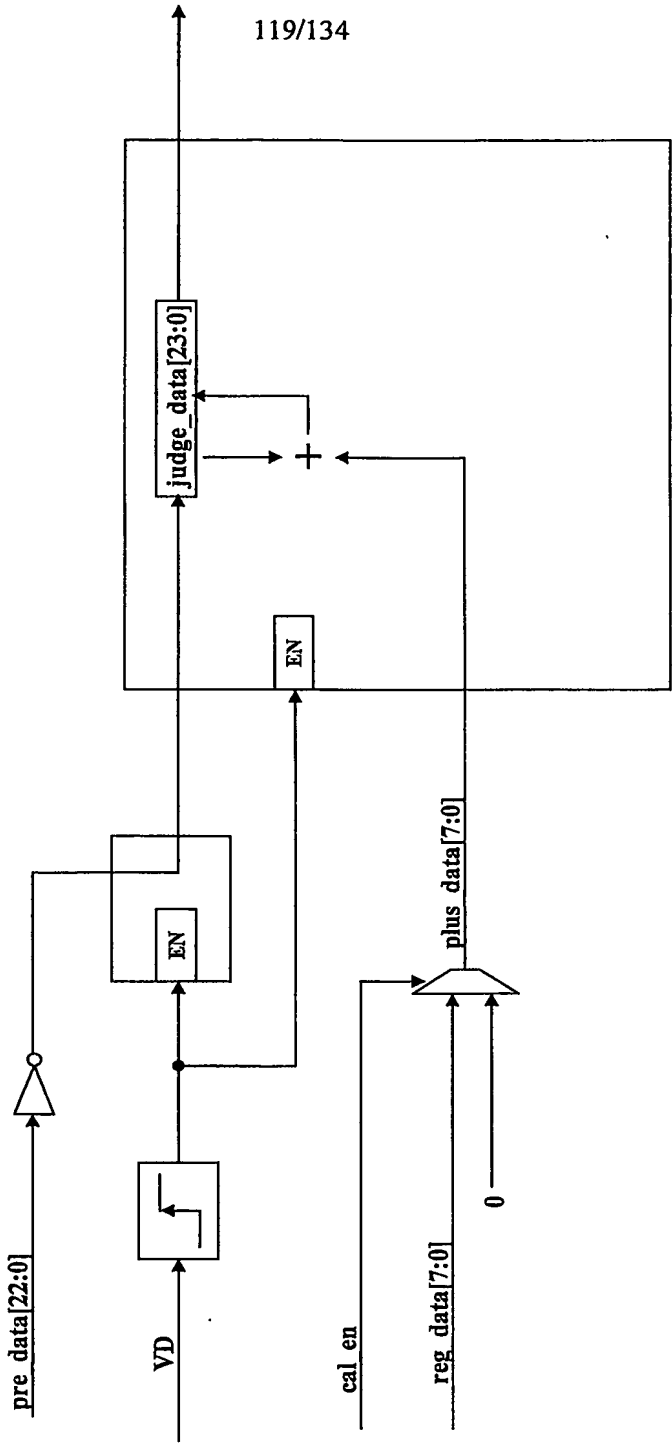 119/134
pre_data[22:0]
VD
EN
EN
judge_data[23:0]
+
cal_en
reg_data[7:0]
0
plus_data[7:0]